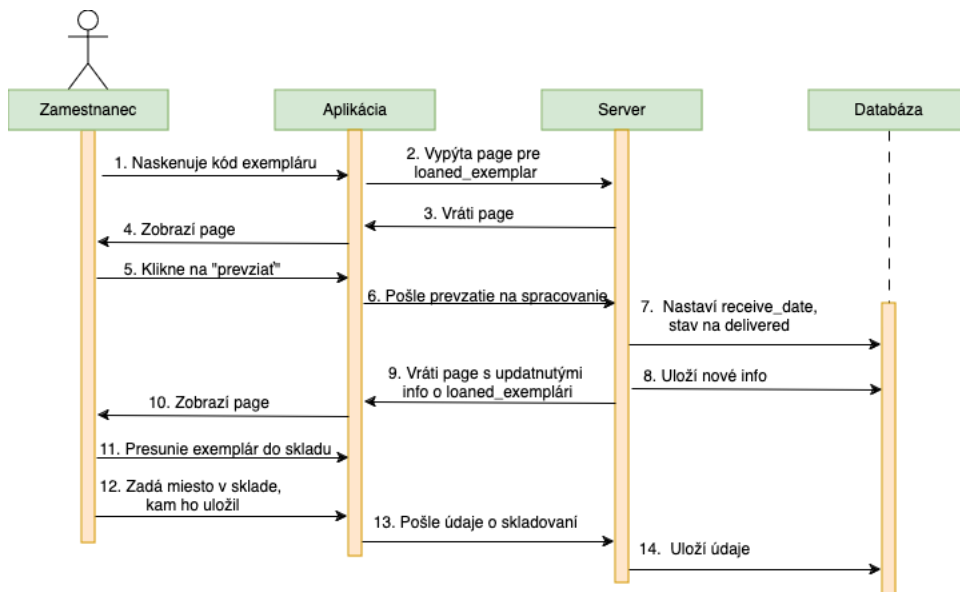 Zamestnanec
Aplikácia
Server
Databáza
1. Naskenuje kód exempláru
2. Vypýta page pre
loaned_exemplar
3. Vráti page
4. Zobrazí page
5. Klikne na "prevziať"
6. Pošle prevzatie na spracovanie
7. Nastaví receive_date,
stav na delivered
8. Uloží nové info
9. Vráti page s updatnutými
info o loaned_exemplári
10. Zobrazí page
11. Presunie exemplár do skladu
12. Zadá miesto v sklade,
kam ho uložil
13. Pošle údaje o skladovaní
14. Uloží údaje